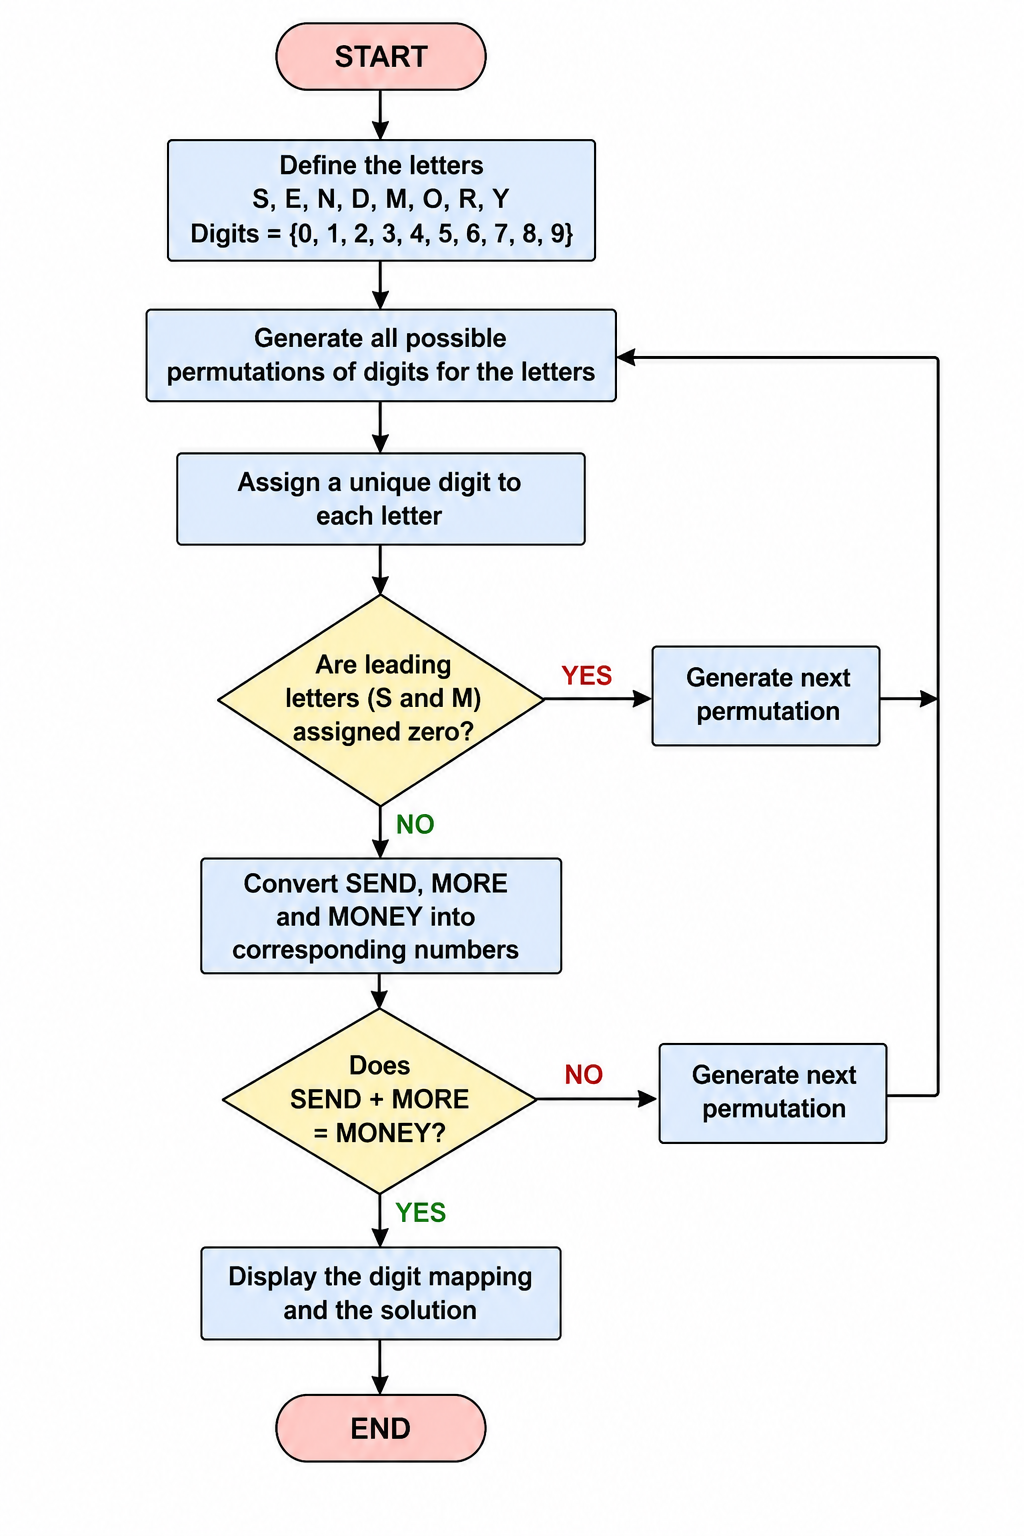 START
Define the letters
S, E, N, D, M, O, R, Y
Digits = {0, 1, 2, 3, 4, 5, 6, 7, 8, 9}
Generate all possible
permutations of digits for the letters
Assign a unique digit to
each letter
Are leading
letters (S and M)
assigned zero?
YES
Generate next
permutation
NO
Convert SEND, MORE
and MONEY into
corresponding numbers
Does
SEND + MORE
= MONEY?
NO
Generate next
permutation
YES
Display the digit mapping
and the solution
END